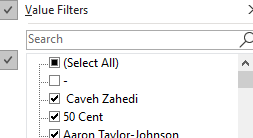 Value Filters
Search
(Select All)
-
Caveh Zahedi
50 Cent
Aaron Taylor-Johnson